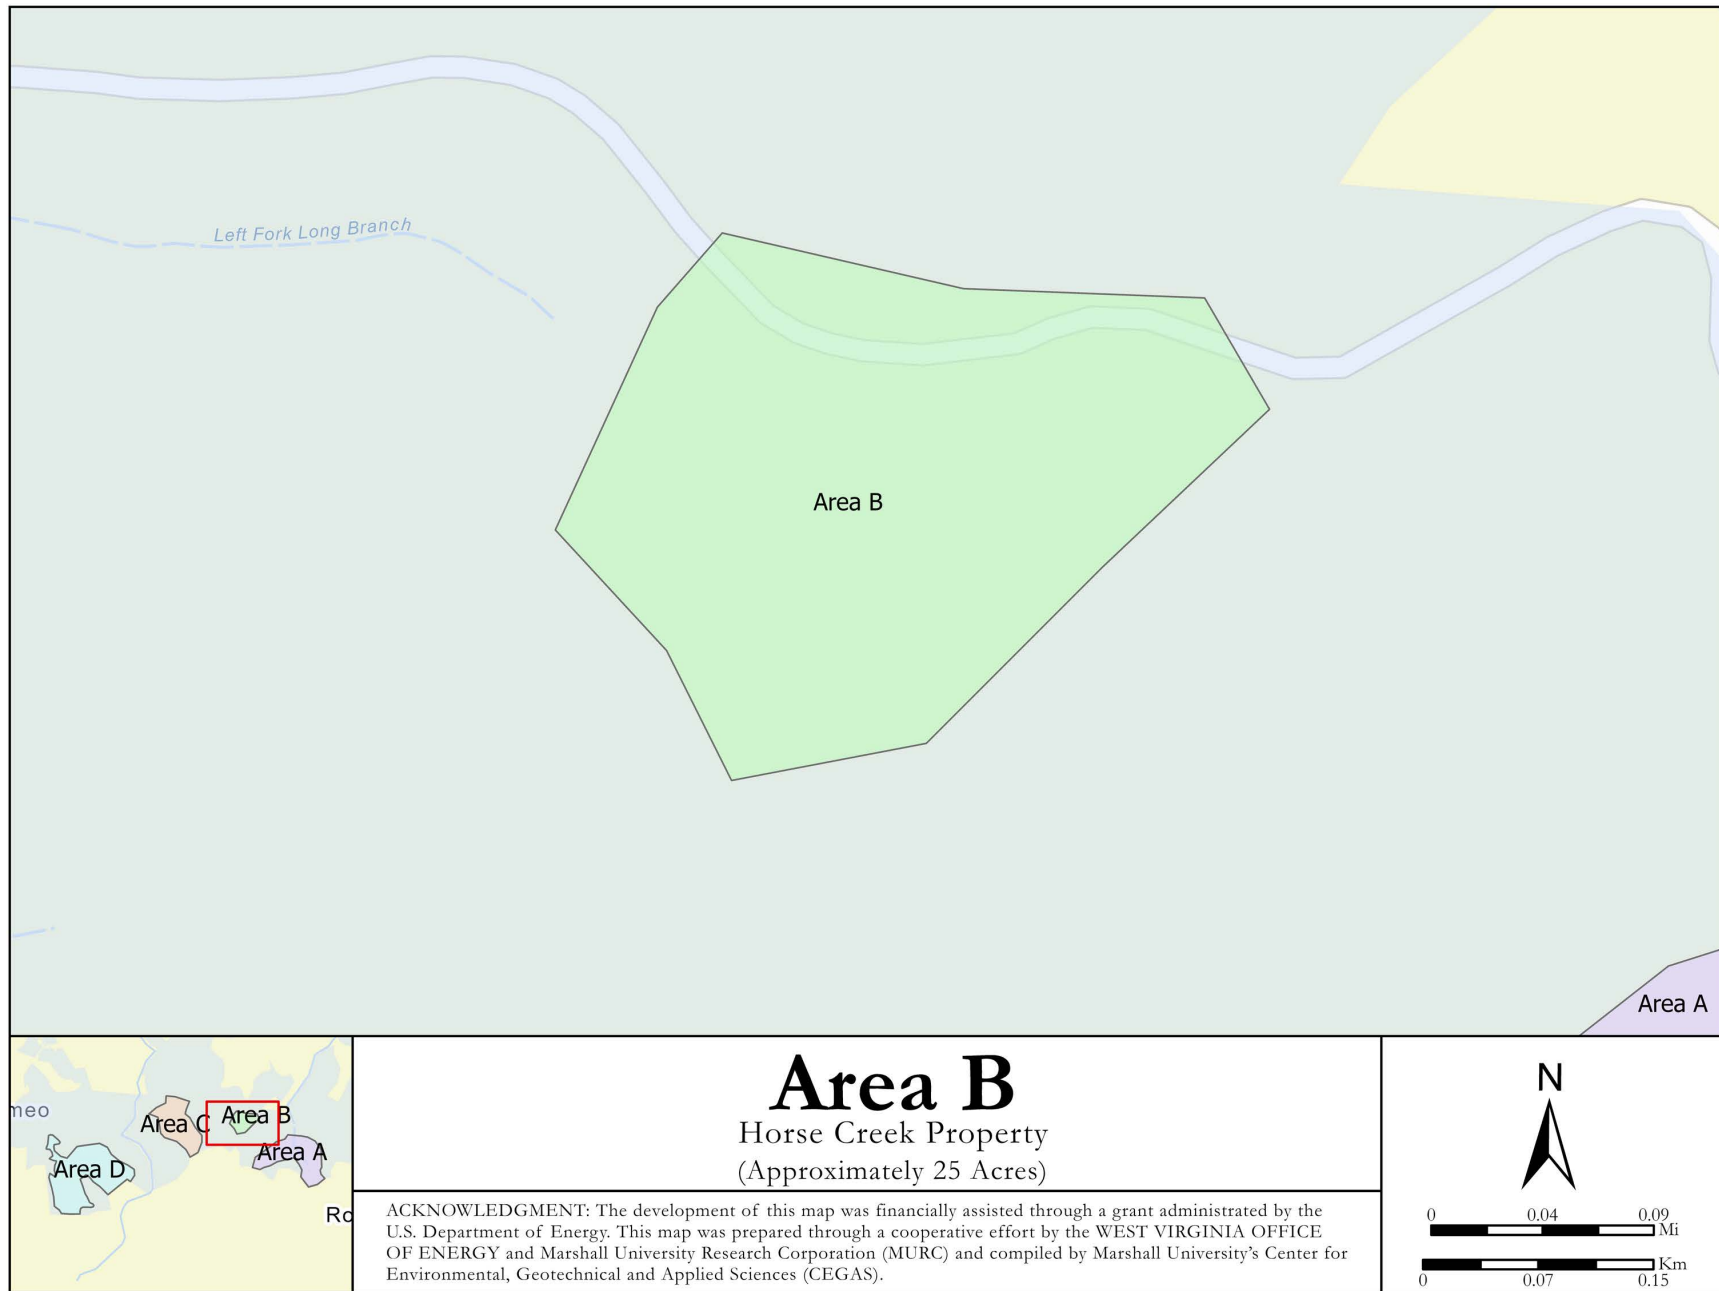 Left Fork Long Branch
Area B
Area A
meo
Area C
Area B
Area A
Area D
Ro
Area B
Horse Creek Property
(Approximately 25 Acres)
ACKNOWLEDGMENT: The development of this map was financially assisted through a grant administrated by the
U.S. Department of Energy. This map was prepared through a cooperative effort by the WEST VIRGINIA OFFICE
OF ENERGY and Marshall University Research Corporation (MURC) and compiled by Marshall University's Center for
Environmental, Geotechnical and Applied Sciences (CEGAS).
N
0 0.04 0.09
Mi
Km
0 0.07 0.15